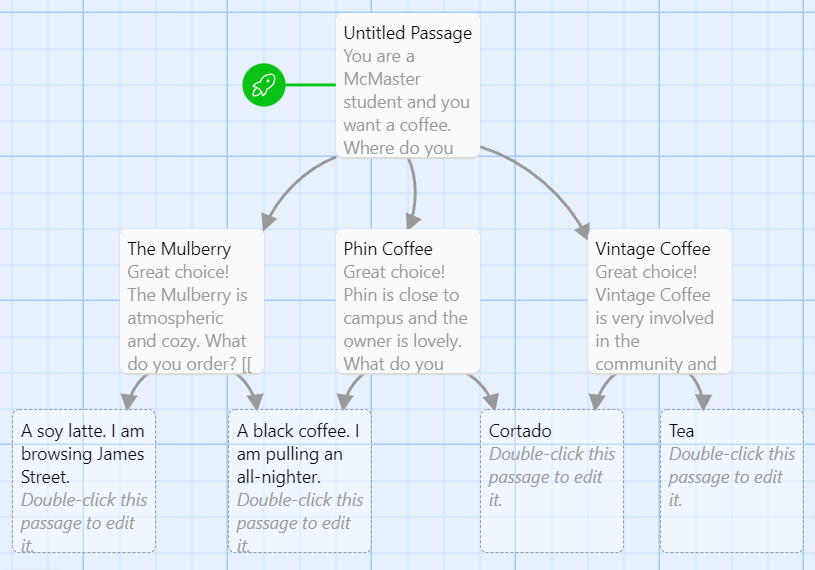 Untitled Passage
You are a
McMaster
student and you
want a coffee.
Where do you
The Mulberry
Great choice!
The Mulberry is
atmospheric
and cozy. What
do you order? [[
Phin Coffee
Great choice!
Phin is close to
campus and the
owner is lovely.
What do you
Vintage Coffee
Great choice!
Vintage Coffee
is very involved
in the
community and
A soy latte. I am
browsing James
Street.
Double-click this
passage to edit
it.
A black coffee. I
am pulling an
all-nighter.
Double-click this
passage to edit
it.
Cortado
Double-click this
passage to edit
it.
Tea
Double-click this
passage to edit
it.